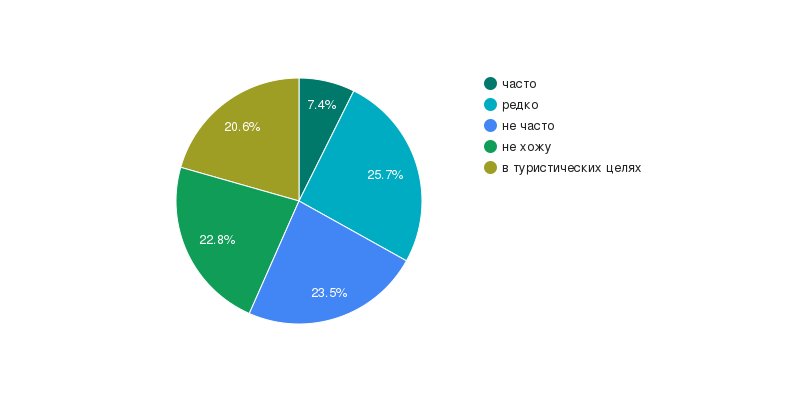 7.4%
25.7%
23.5%
22.8%
20.6%
часто
редко
не часто
не хожу
в туристических целях